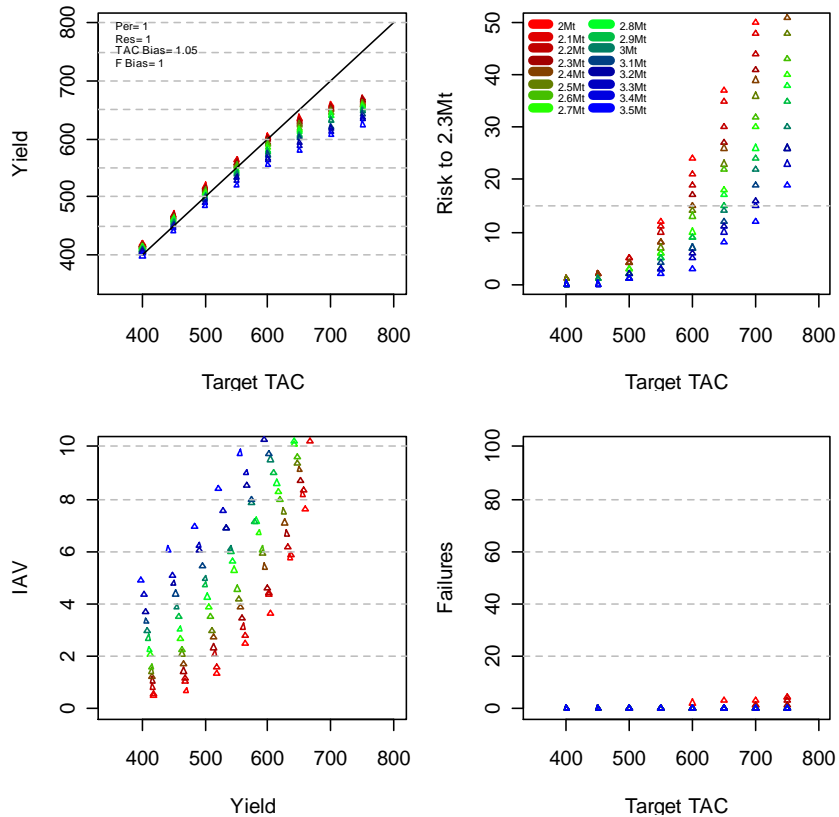 Per= 1
Res= 1
TAC Bias= 1.05
F Bias= 1
Yield
800
700
600
500
400
400 500 600 700 800
Target TAC
2Mt
2.1Mt
2.2Mt
2.3Mt
2.4Mt
2.5Mt
2.6Mt
2.7Mt
2.8Mt
2.9Mt
3Mt
3.1Mt
3.2Mt
3.3Mt
3.4Mt
3.5Mt
Risk to 2.3Mt
50
40
30
20
10
0
400 500 600 700 800
Target TAC
IAV
10
8
6
4
2
0
400 500 600 700 800
Yield
Failures
100
80
60
40
20
0
400 500 600 700 800
Target TAC